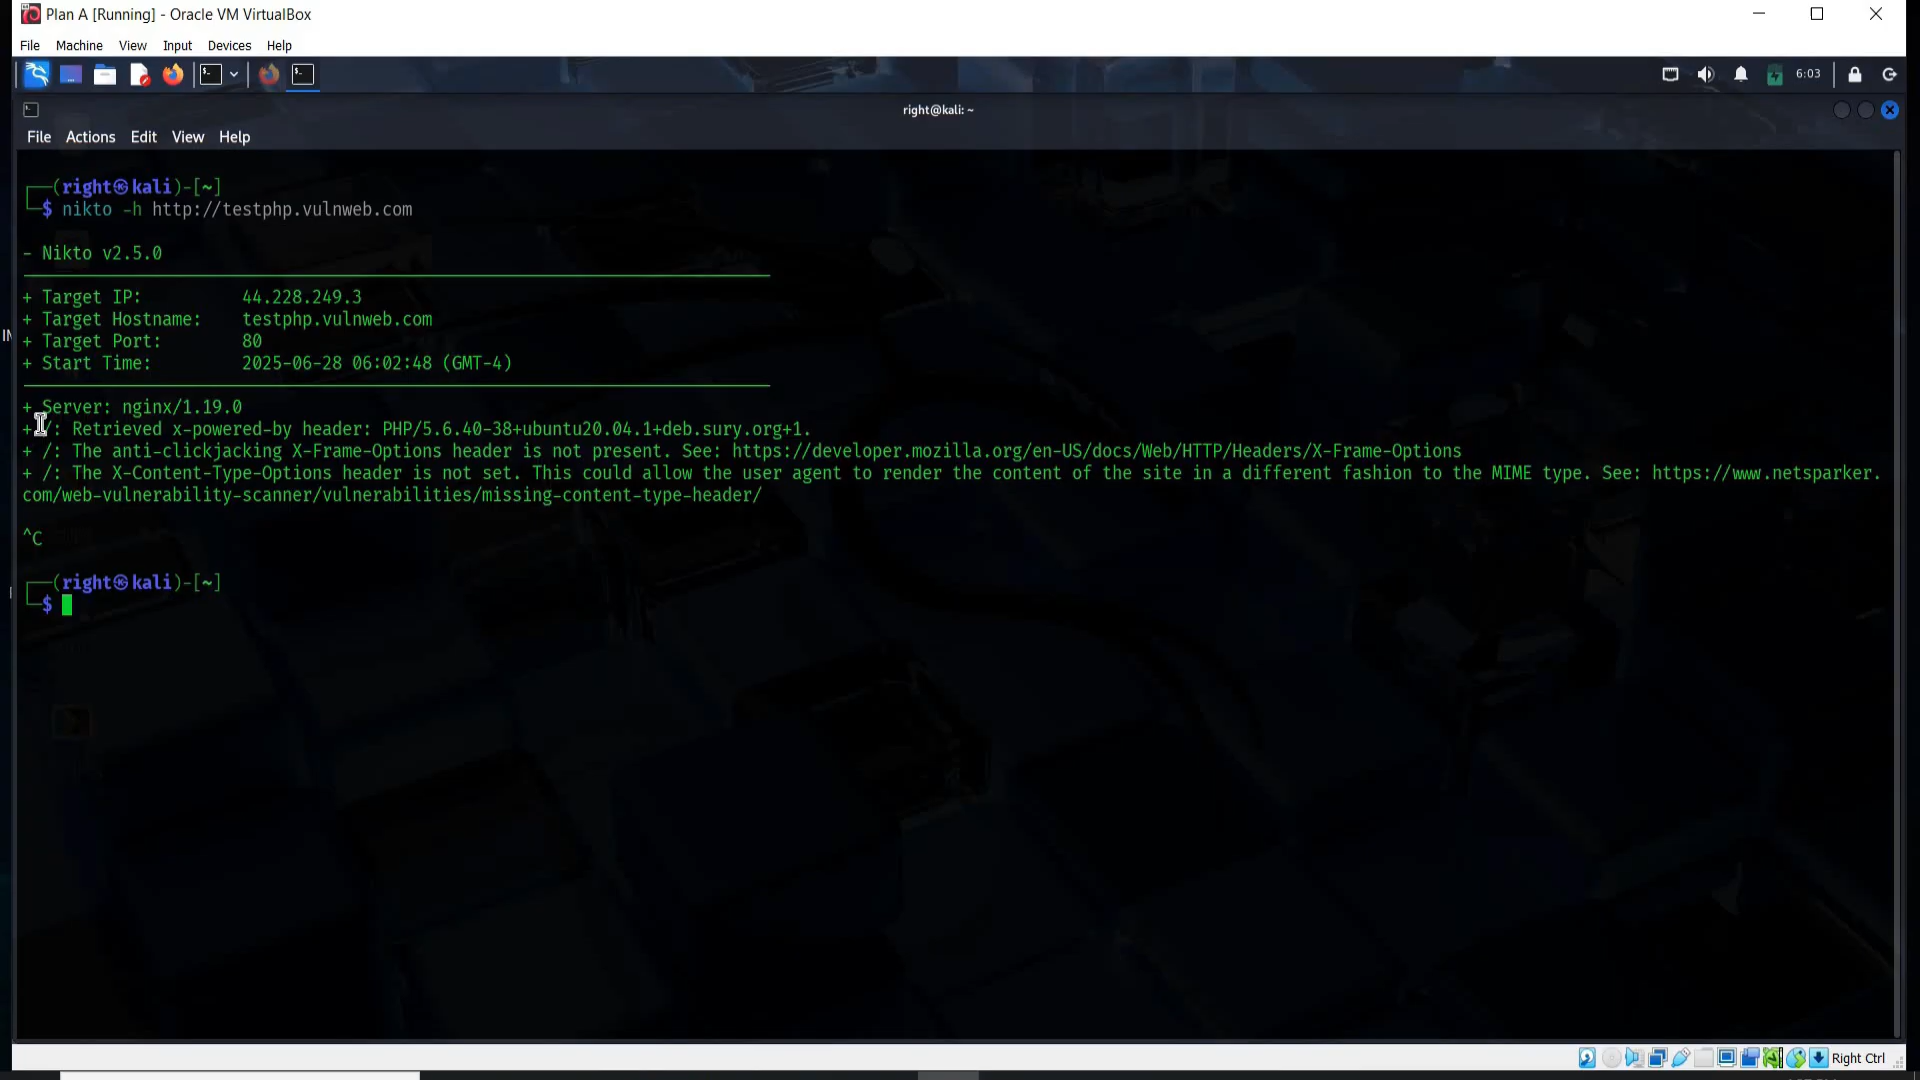 Plan A [Running] - Oracle VM VirtualBox
File Machine View Input Devices Help
6:03
right@kali: ~
File Actions Edit View Help
┌──(right㉿kali)-[~]
└─$ nikto -h http://testphp.vulnweb.com
- Nikto v2.5.0
+ Target IP: 44.228.249.3
+ Target Hostname: testphp.vulnweb.com
+ Target Port: 80
+ Start Time: 2025-06-28 06:02:48 (GMT-4)
+ Server: nginx/1.19.0
+ /: Retrieved x-powered-by header: PHP/5.6.40-38+ubuntu20.04.1+deb.sury.org+1.
+ /: The anti-clickjacking X-Frame-Options header is not present. See: https://developer.mozilla.org/en-US/docs/Web/HTTP/Headers/X-Frame-Options
+ /: The X-Content-Type-Options header is not set. This could allow the user agent to render the content of the site in a different fashion to the MIME type. See: https://www.netsparker.
com/web-vulnerability-scanner/vulnerabilities/missing-content-type-header/
^C
┌──(right㉿kali)-[~]
└─$
Right Ctrl